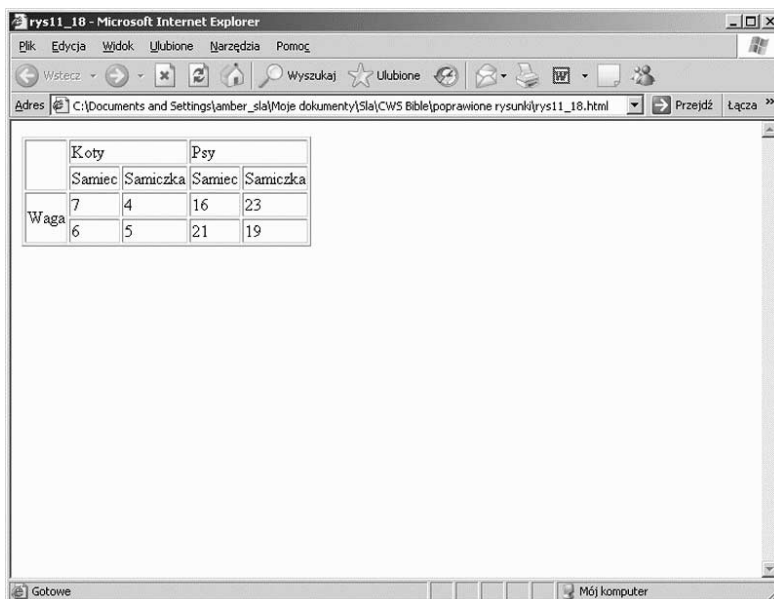 rys11_18 - Microsoft Internet Explorer
Plik Edycja Widok Ulubione Narzędzia Pomoc
Wstecz Wyszukaj Ulubione
Adres C:\Documents and Settings\amber_sla\Moje dokumenty\Sla\CWS Bible\poprawione rysunki\rys11_18.html Przejdź Łącza »
Koty Psy
Samiec Samiczka Samiec Samiczka
Waga
7 4 16 23
6 5 21 19
Gotowe Mój komputer